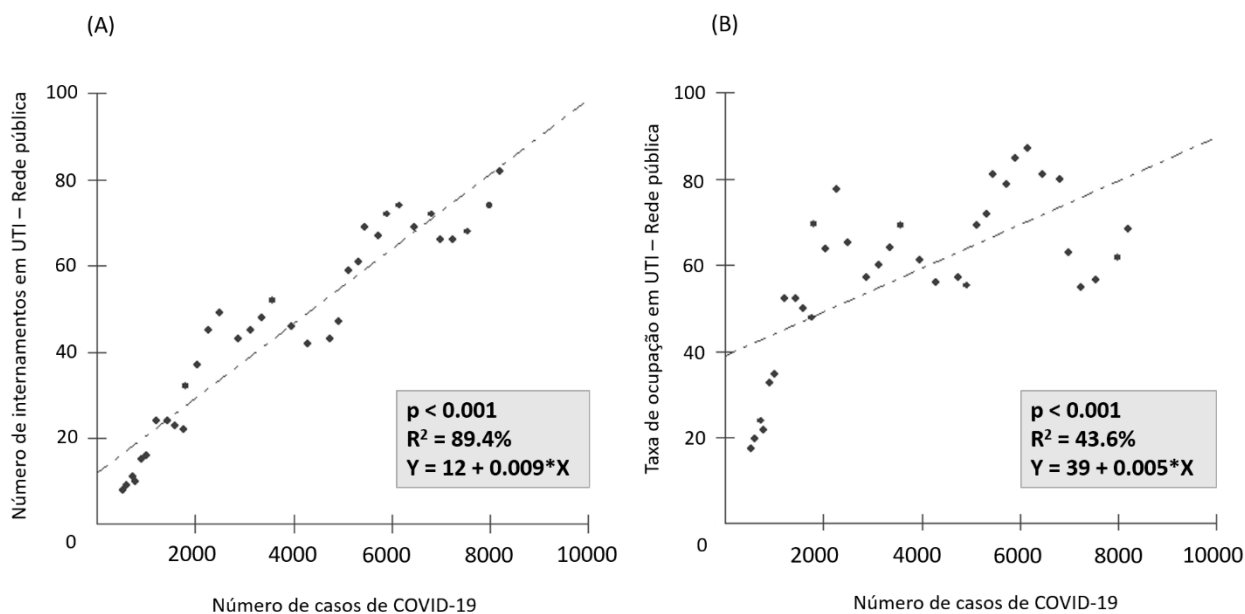 (A)
Número de internamentos em UTI – Rede pública
100
80
60
40
20
0
2000
4000
6000
8000
10000
Número de casos de COVID-19
p < 0.001
R² = 89.4%
Y = 12 + 0.009*X
(B)
Taxa de ocupação em UTI – Rede pública
100
80
60
40
20
0
2000
4000
6000
8000
10000
Número de casos de COVID-19
p < 0.001
R² = 43.6%
Y = 39 + 0.005*X